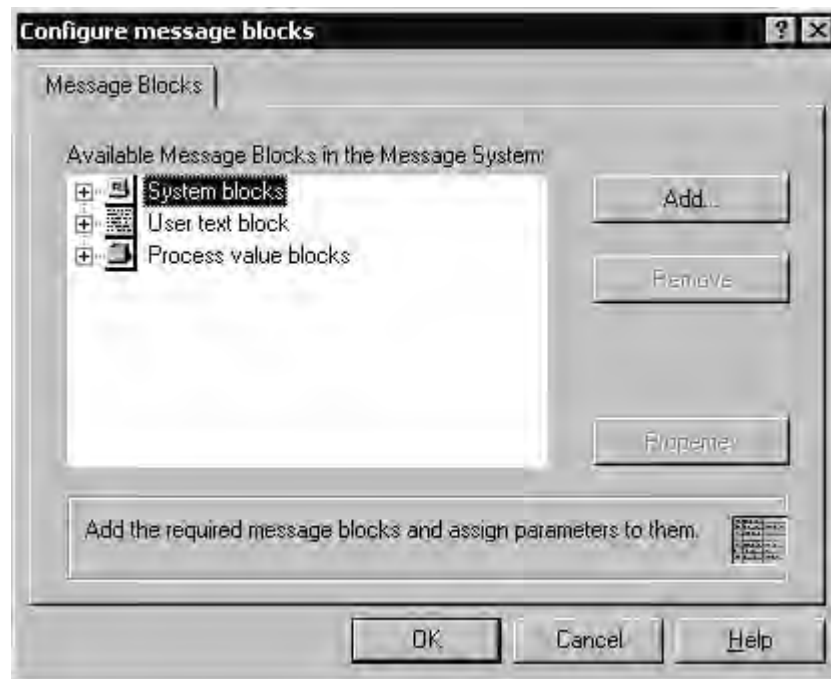 Configure message blocks
Message Blocks
Available Message Blocks in the Message System:
System blocks
User text block
Process value blocks
Add...
Remove
Add the required message blocks and assign parameters to them.
OK
Cancel
Help